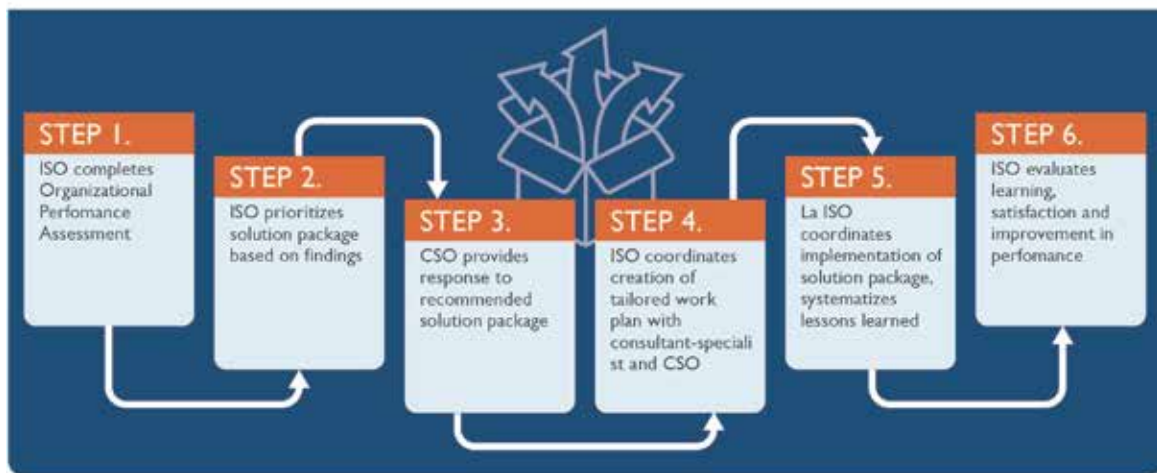 STEP 1.
ISO completes
Organizational
Perfomance
Assessment
STEP 2.
ISO prioritizes
solution package
based on findings
STEP 3.
CSO provides
response to
recommended
solution package
STEP 4.
ISO coordinates
creation of
tailored work
plan with
consultant-speciali
st and CSO
STEP 5.
La ISO
coordinates
implementation of
solution package,
systematizes
lessons learned
STEP 6.
ISO evaluates
learning,
satisfaction and
improvement in
perfomance